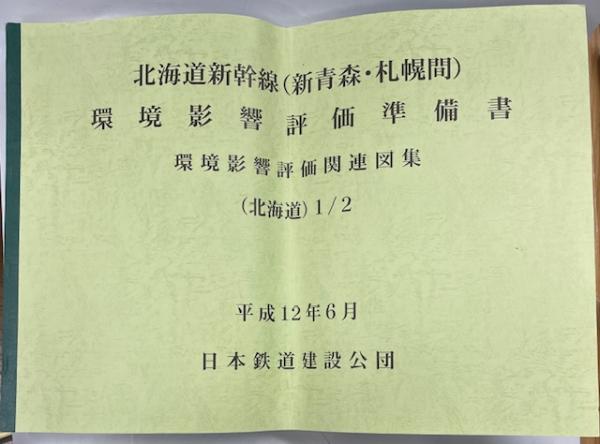 北海道新幹線(新青森・札幌間)
環境影響評価準備書
環境影響評価関連図集
(北海道)1/2
平成12年6月
日本鉄道建設公団